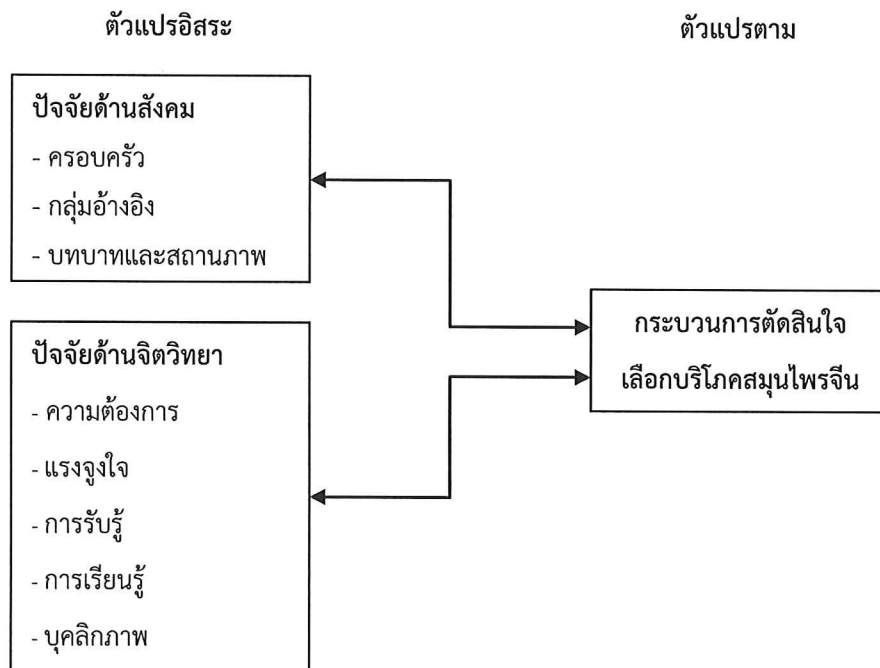 ตัวแปรอิสระ
ตัวแปรตาม
ปัจจัยด้านสังคม
- ครอบครัว
- กลุ่มอ้างอิง
- บทบาทและสถานภาพ
ปัจจัยด้านจิตวิทยา
- ความต้องการ
- แรงจูงใจ
- การรับรู้
- การเรียนรู้
- บุคลิกภาพ
กระบวนการตัดสินใจ
เลือกบริโภคสมุนไพรจีน